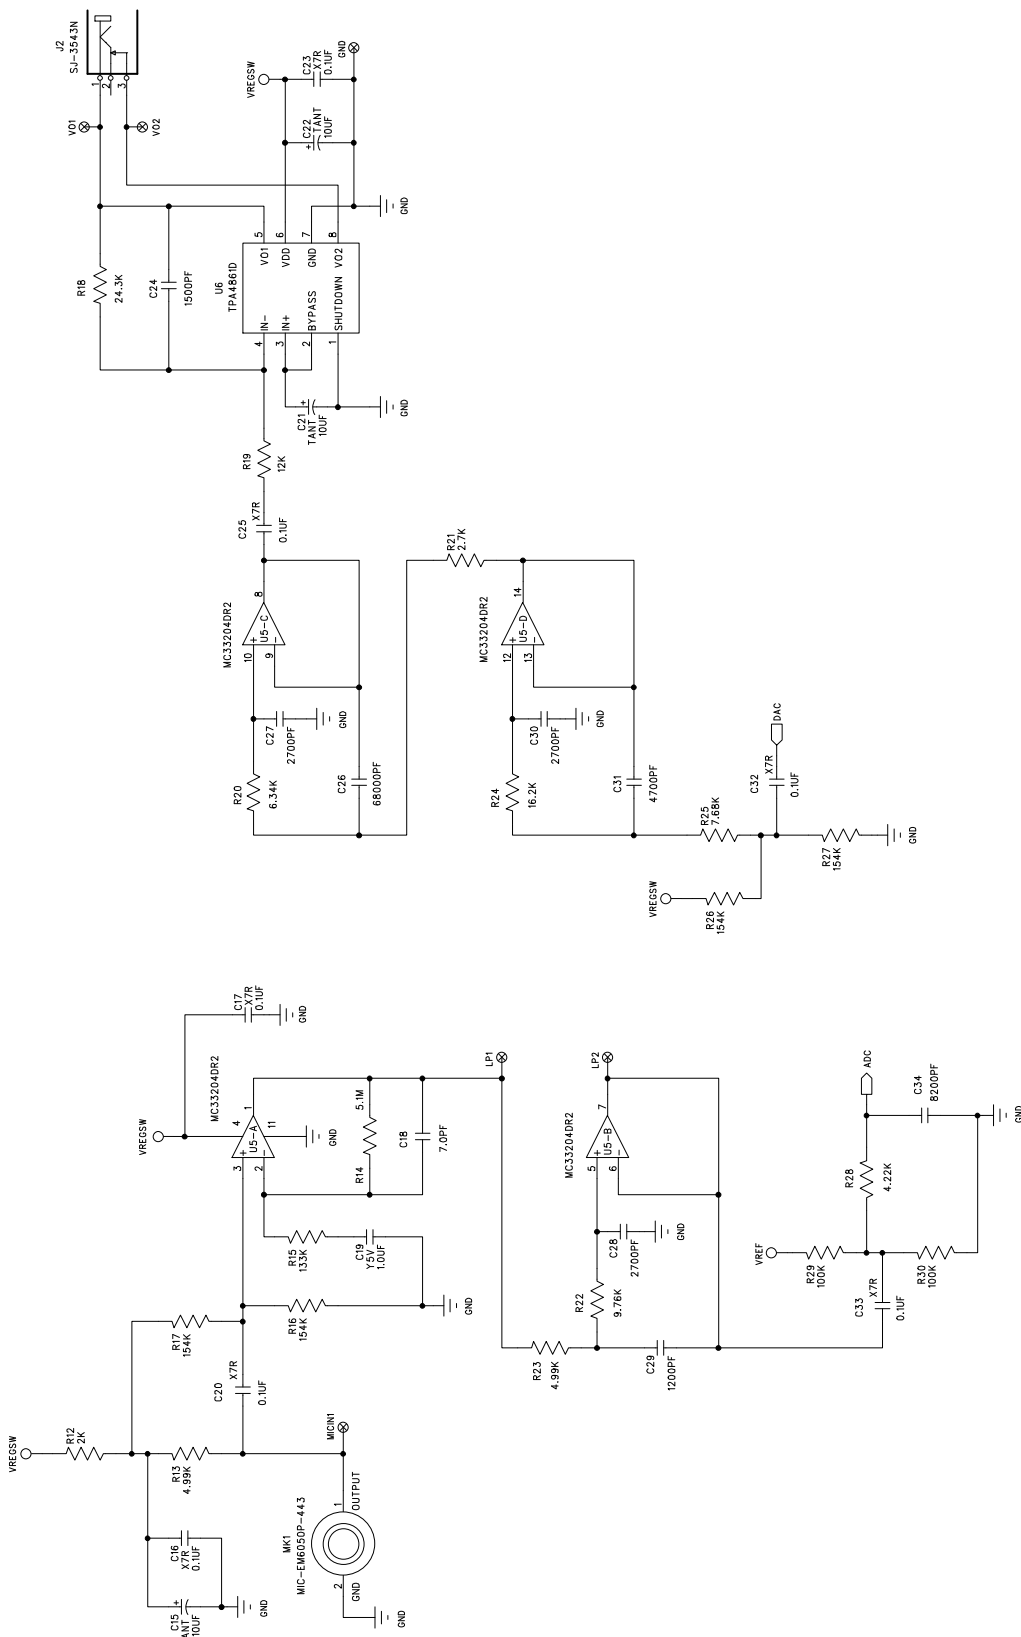 J2
SJ-3543N
1
2
3
VO1
VO2
VREGSW
C23
X7R
0.1UF
GND
C22
TANT
10UF
+
GND
R18
24.3K
C24
1500PF
U6
TPA4861D
5
6
7
8
VO1
VDD
GND
VO2
IN-
IN+
BYPASS
SHUTDOWN
4
3
2
1
C21
TANT
10UF
+
GND
R19
12K
C25
X7R
0.1UF
MC33204DR2
8
U5-C
+
-
10
9
C27
2700PF
GND
R20
6.34K
C26
68000PF
R21
2.7K
MC33204DR2
14
U5-D
+
-
12
13
C30
2700PF
GND
R24
16.2K
C31
4700PF
DAC
C32
X7R
0.1UF
R25
7.68K
R27
154K
GND
VREGSW
R26
154K
C17
X7R
0.1UF
GND
VREGSW
MC33204DR2
4
1
11
U5-A
+
-
3
2
GND
LP1
5.1M
R14
C18
7.0PF
R15
133K
C19
Y5V
1.0UF
R17
154K
R16
154K
GND
X7R
C20
0.1UF
VREGSW
R12
2K
R13
4.99K
MICIN1
C16
X7R
0.1UF
C15
TANT
10UF
+
GND
MK1
MIC-EM6050P-443
1
OUTPUT
2
GND
GND
LP2
MC33204DR2
7
U5-B
+
-
5
6
C28
2700PF
GND
R22
9.76K
R23
4.99K
C29
1200PF
ADC
C34
8200PF
GND
R28
4.22K
VREF
R29
100K
R30
100K
C33
X7R
0.1UF